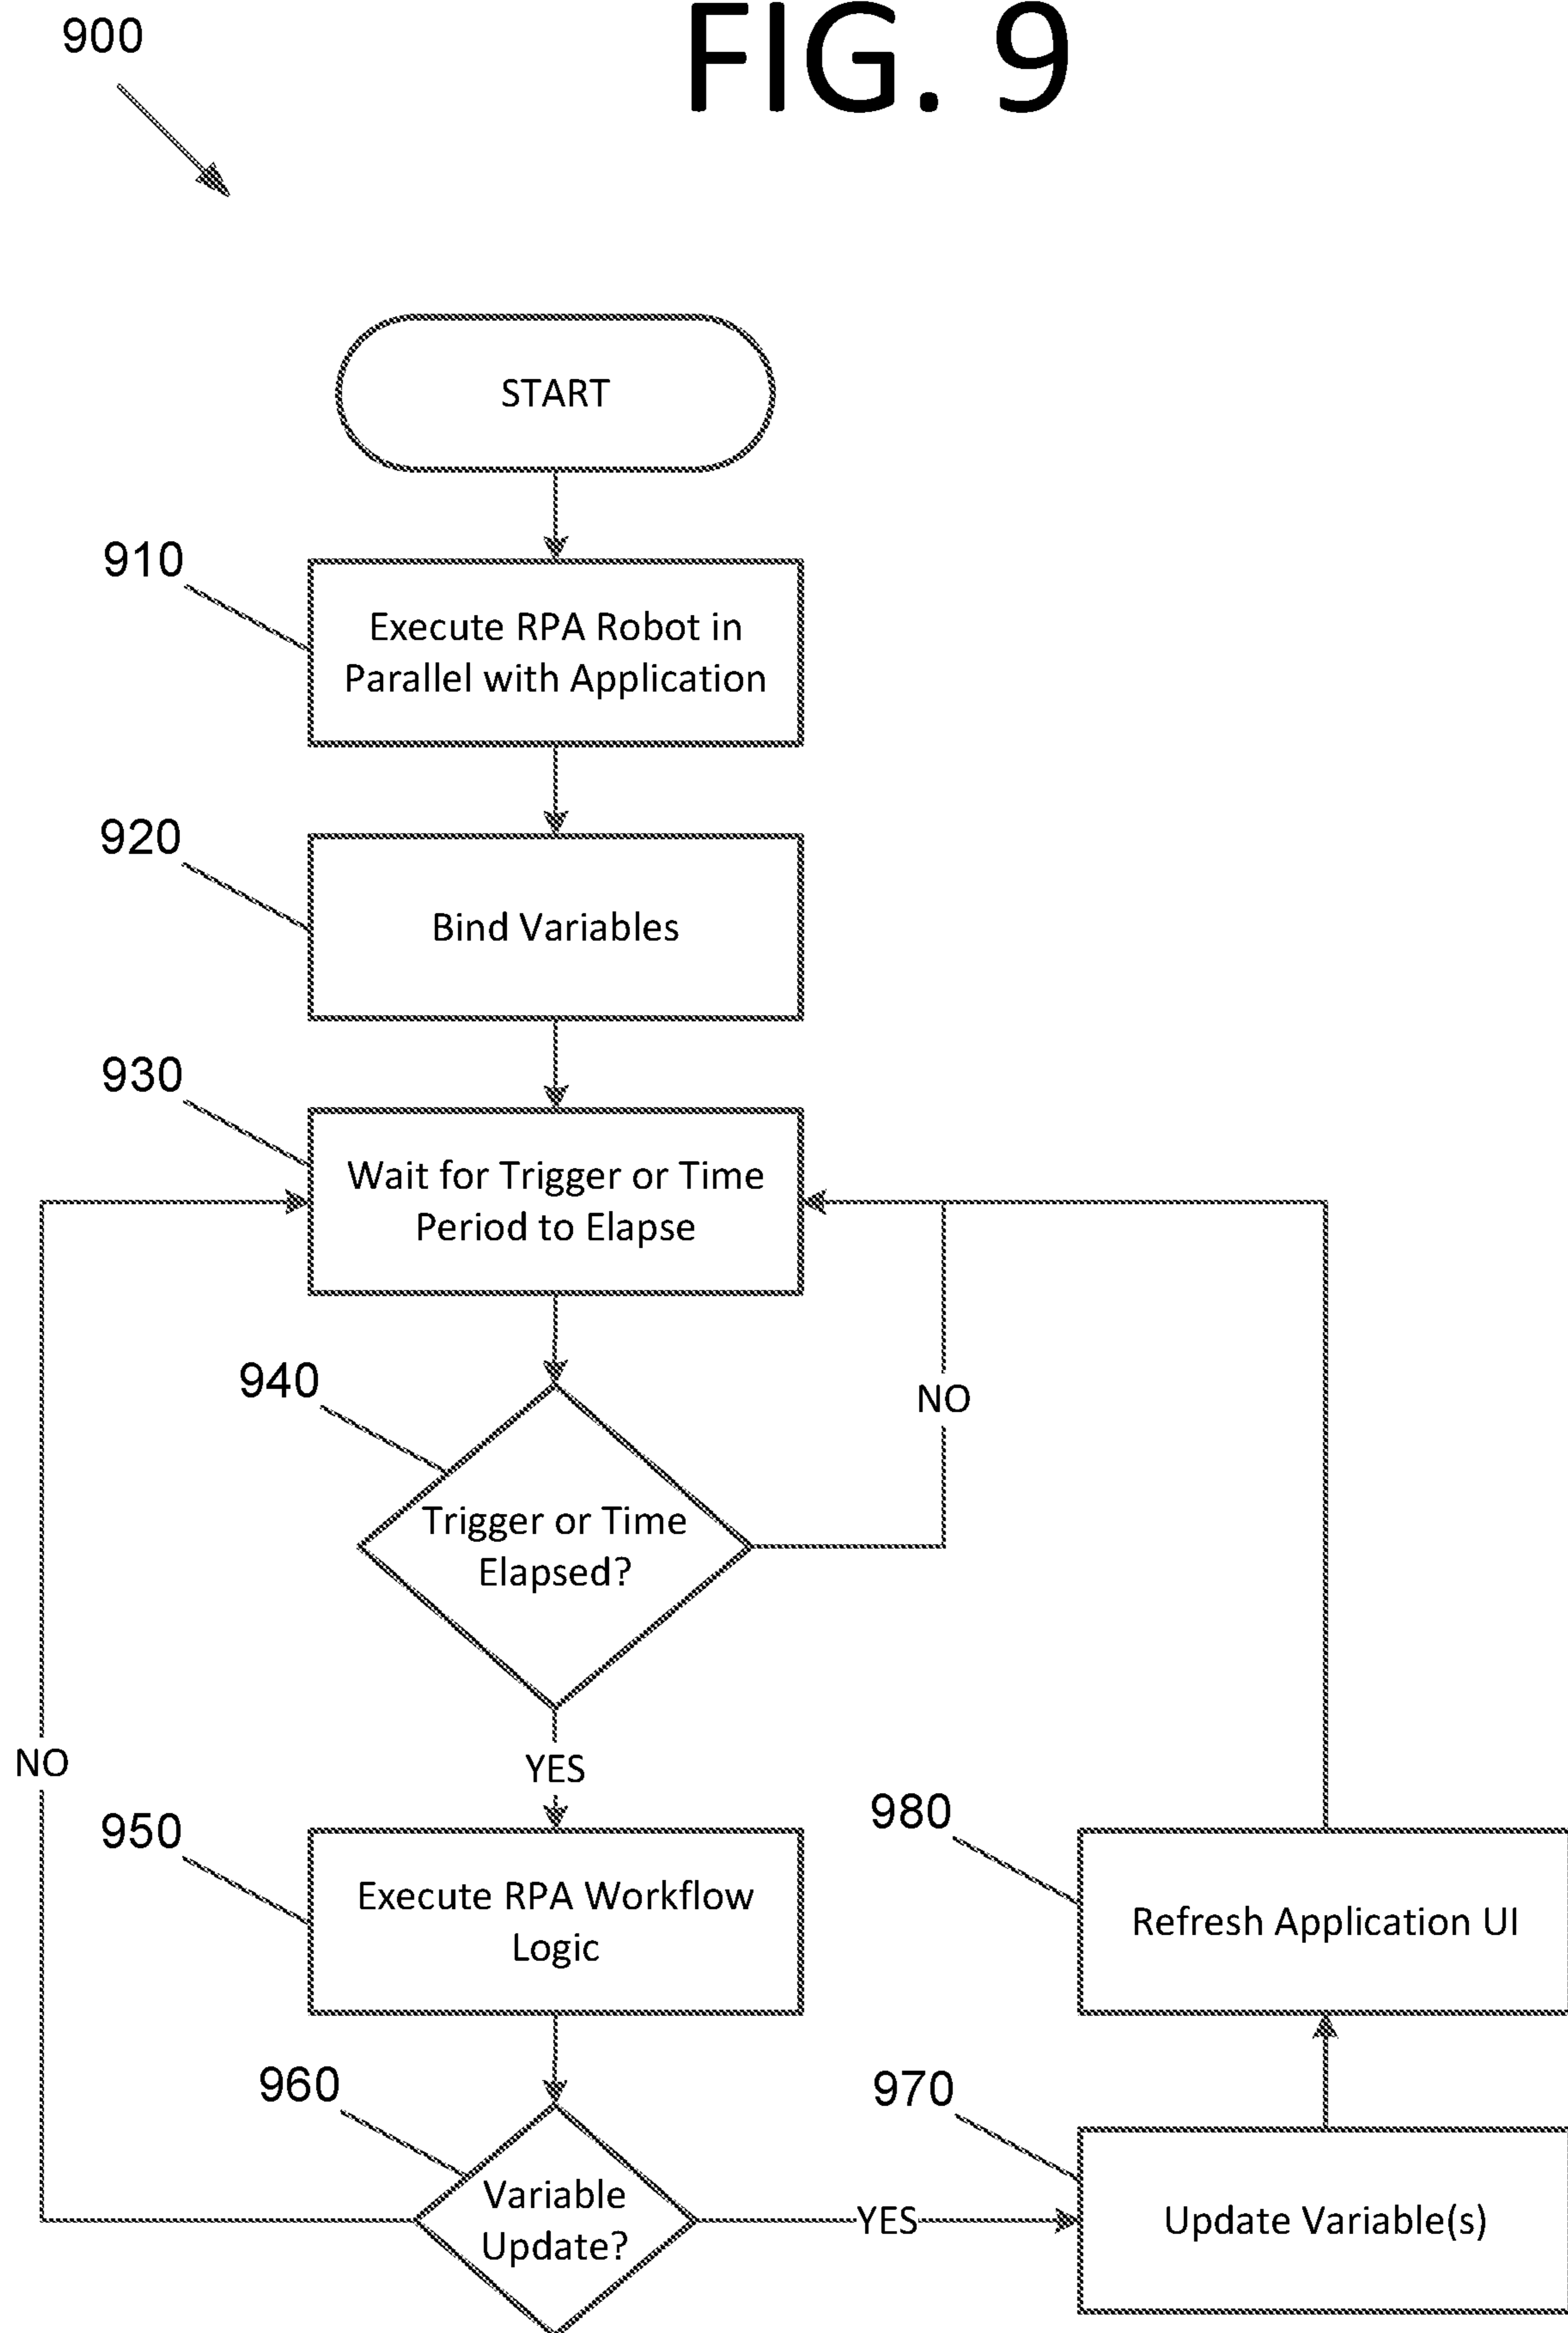 900
FIG. 9
START
910
Execute RPA Robot in
Parallel with Application
920
Bind Variables
930
Wait for Trigger or Time
Period to Elapse
940
NO
Trigger or Time
Elapsed?
NO
YES
950
Execute RPA Workflow
Logic
980
Refresh Application UI
960
Variable
Update?
YES
970
Update Variable(s)